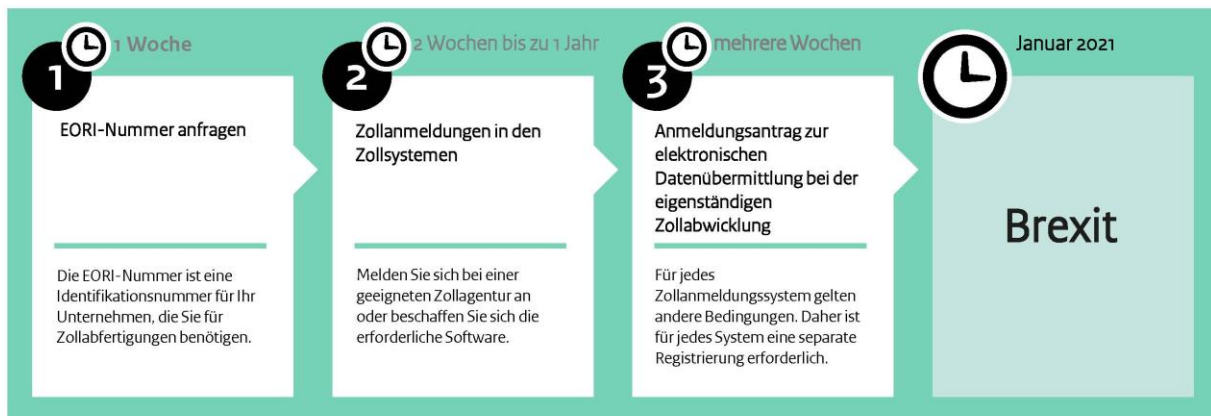 1
1 Woche
EORI-Nummer anfragen
Die EORI-Nummer ist eine
Identifikationsnummer für Ihr
Unternehmen, die Sie für
Zollabfertigungen benötigen.
2
2 Wochen bis zu 1 Jahr
Zollanmeldungen in den
Zollsystemen
Melden Sie sich bei einer
geeigneten Zollagentur an
oder beschaffen Sie sich die
erforderliche Software.
3
mehrere Wochen
Anmeldungsantrag zur
elektronischen
Datenübermittlung bei der
eigenständigen
Zollabwicklung
Für jedes
Zollanmeldungssystem gelten
andere Bedingungen. Daher ist
für jedes System eine separate
Registrierung erforderlich.
Januar 2021
Brexit